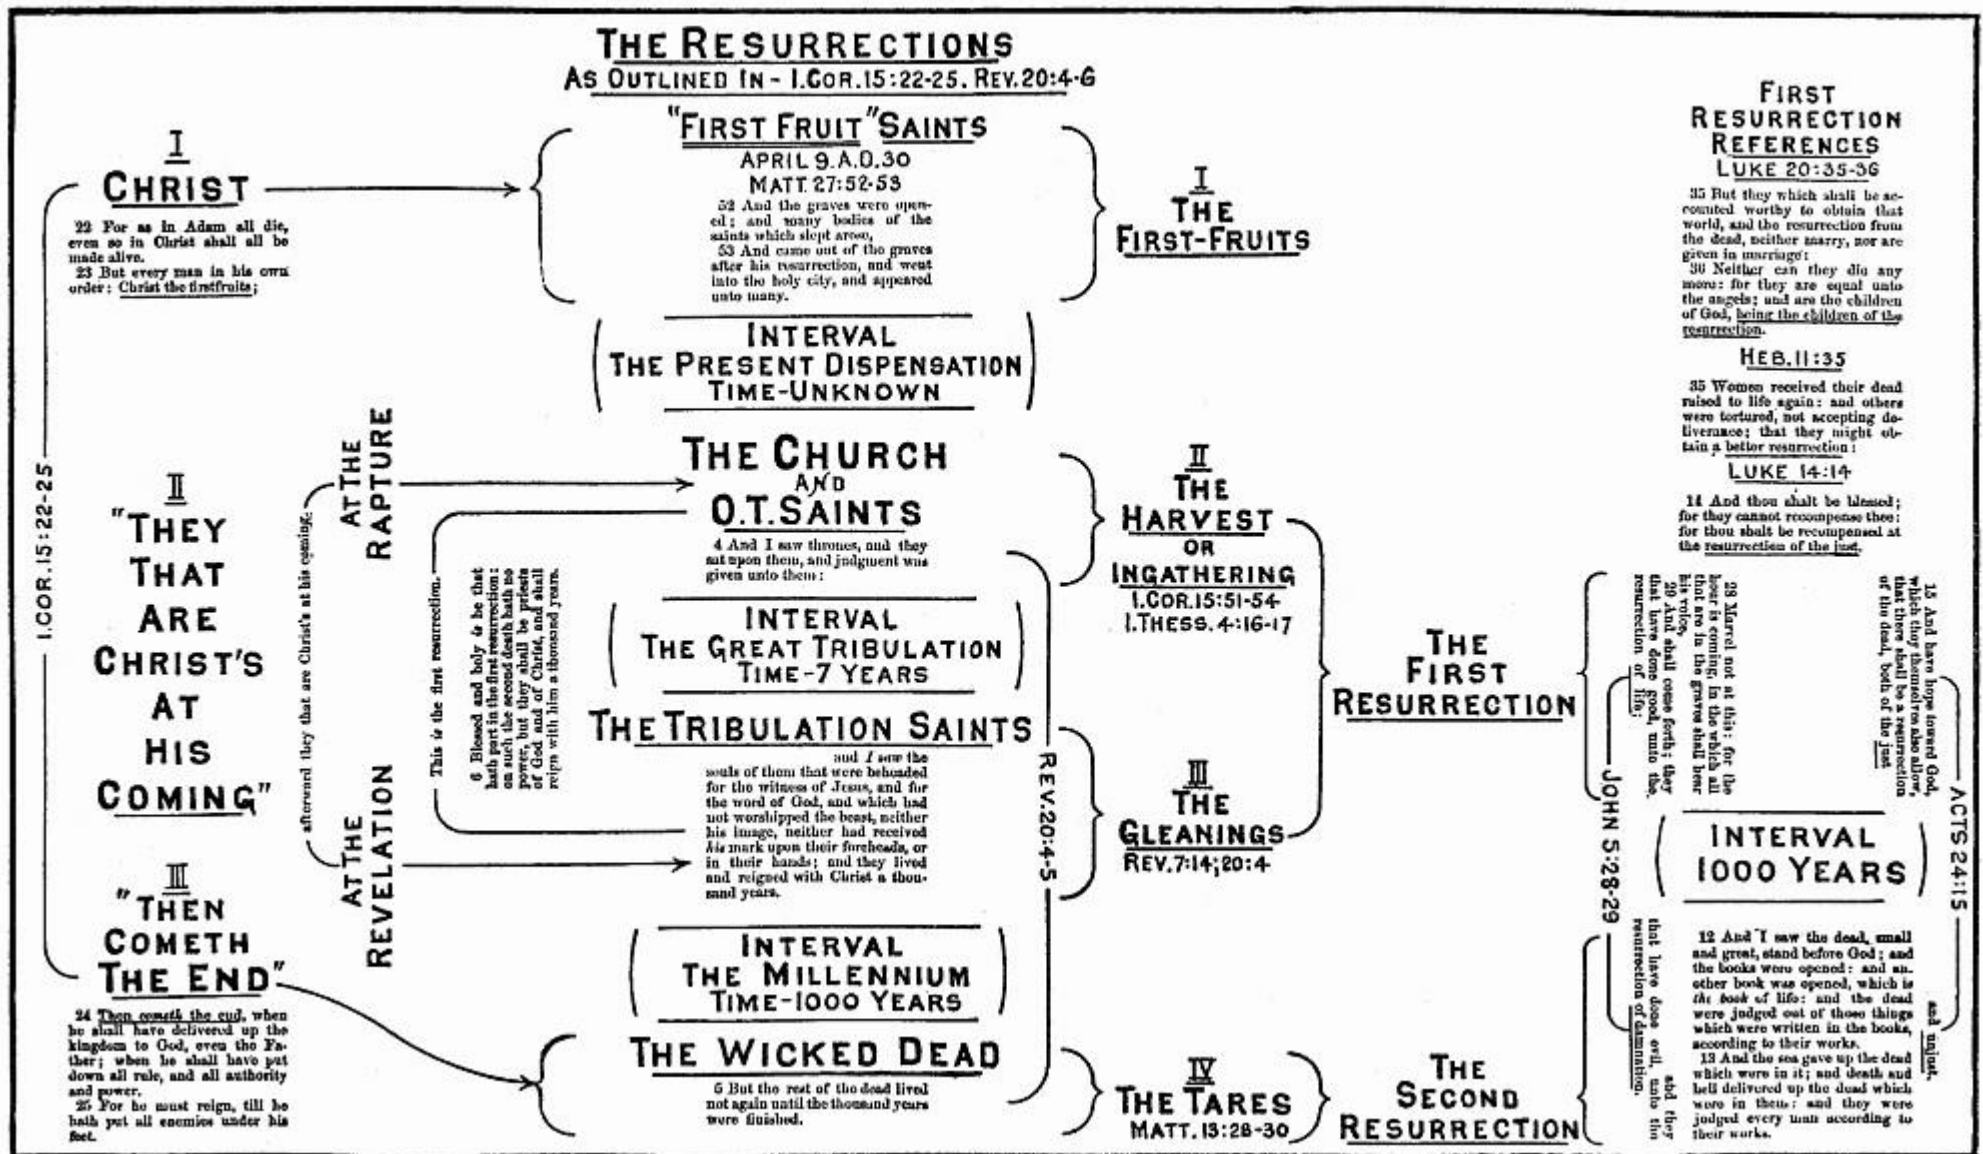 THE RESURRECTIONS
AS OUTLINED IN - I.COR.15:22-25. REV.20:4-6
I
CHRIST
22 For as in Adam all die,
even so in Christ shall all be
made alive.
23 But every man in his own
order: Christ the firstfruits;
I.COR.15:22-25
II
"THEY
THAT
ARE
CHRIST'S
AT
HIS
COMING"
III
"THEN
COMETH
THE END"
24 Then cometh the end, when
he shall have delivered up the
kingdom to God, even the Fa-
ther; when he shall have put
down all rule, and all authority
and power.
25 For he must reign, till he
hath put all enemies under his
feet.
afterward they that are Christ's at his coming.
AT THE
RAPTURE
AT THE
REVELATION
This is the first resurrection.
6 Blessed and holy is he that
hath part in the first resurrection:
on such the second death hath no
power, but they shall be priests
of God and of Christ, and shall
reign with him a thousand years.
"FIRST FRUIT" SAINTS
APRIL 9. A.D.30
MATT. 27:52-53
52 And the graves were open-
ed; and many bodies of the
saints which slept arose,
53 And came out of the graves
after his resurrection, and went
into the holy city, and appeared
unto many.
INTERVAL
THE PRESENT DISPENSATION
TIME-UNKNOWN
THE CHURCH
AND
O.T. SAINTS
4 And I saw thrones, and they
sat upon them, and judgment was
given unto them:
INTERVAL
THE GREAT TRIBULATION
TIME-7 YEARS
THE TRIBULATION SAINTS
and I saw the
souls of them that were beheaded
for the witness of Jesus, and for
the word of God, and which had
not worshipped the beast, neither
his image, neither had received
his mark upon their foreheads, or
in their hands; and they lived
and reigned with Christ a thou-
sand years.
INTERVAL
THE MILLENNIUM
TIME-1000 YEARS
THE WICKED DEAD
5 But the rest of the dead lived
not again until the thousand years
were finished.
REV.20:4-5
I
THE
FIRST-FRUITS
II
THE
HARVEST
OR
INGATHERING
I.COR.15:51-54
I.THESS.4:16-17
III
THE
GLEANINGS
REV.7:14;20:4
IV
THE TARES
MATT.13:28-30
THE
FIRST
RESURRECTION
THE
SECOND
RESURRECTION
FIRST
RESURRECTION
REFERENCES
LUKE 20:35-36
35 But they which shall be ac-
counted worthy to obtain that
world, and the resurrection from
the dead, neither marry, nor are
given in marriage:
36 Neither can they die any
more: for they are equal unto
the angels; and are the children
of God, being the children of the
resurrection.
HEB.11:35
35 Women received their dead
raised to life again: and others
were tortured, not accepting de-
liverance; that they might ob-
tain a better resurrection:
LUKE 14:14
14 And thou shalt be blessed;
for they cannot recompense thee:
for thou shalt be recompensed at
the resurrection of the just.
28 Marvel not at this: for the
hour is coming, in the which all
that are in the graves shall hear
his voice,
29 And shall come forth; they
that have done good, unto the
resurrection of life;
15 And have hope toward God,
which they themselves also allow,
that there shall be a resurrection
of the dead, both of the just
JOHN 5:28-29
INTERVAL
1000 YEARS
ACTS 24:15
and they
that have done evil, unto the
resurrection of damnation.
12 And I saw the dead, small
and great, stand before God; and
the books were opened: and an-
other book was opened, which is
the book of life: and the dead
were judged out of those things
which were written in the books,
according to their works.
13 And the sea gave up the dead
which were in it; and death and
hell delivered up the dead which
were in them: and they were
judged every man according to
their works.
and unjust.